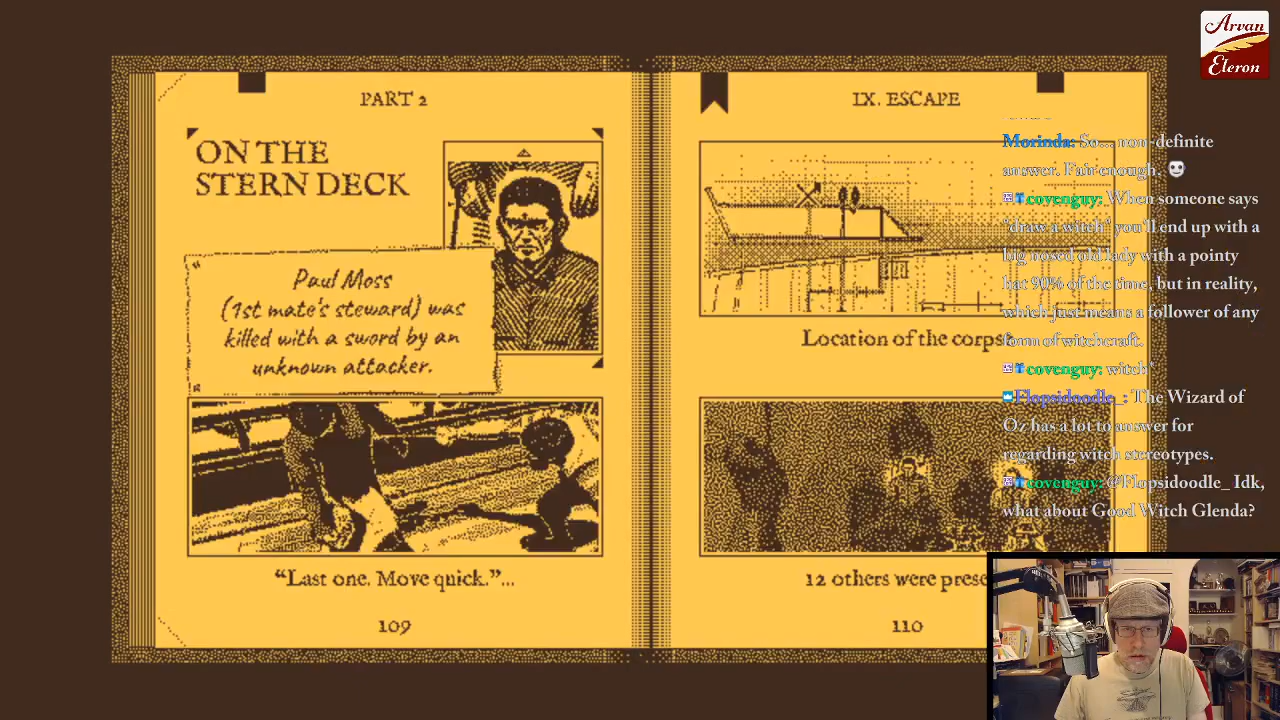 Arvan
Eleron
PART 2
ON THE
STERN DECK
Paul Moss
(1st mate's steward) was
killed with a sword by an
unknown attacker.
“Last one. Move quick.”...
109
IX. ESCAPE
Location of the corpse
12 others were prese
110
Morinda: So... non-definite
answer. Fair enough.
covenguy: When someone says
"draw a witch" you'll end up with a
big nosed old lady with a pointy
hat 90% of the time, but in reality,
which just means a follower of any
form of witchcraft.
covenguy: witch*
Flopsidoodle_: The Wizard of
Oz has a lot to answer for
regarding witch stereotypes.
covenguy: @Flopsidoodle_ Idk,
what about Good Witch Glenda?